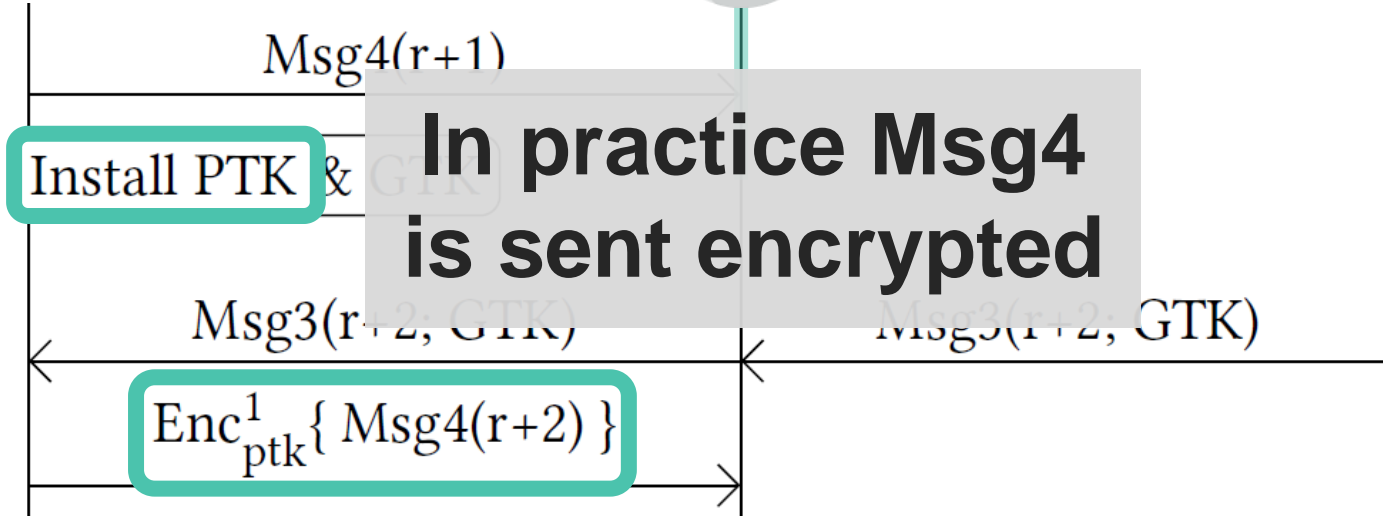 Msg4(r+1)
In practice Msg4
is sent encrypted
Install PTK & GTK
Msg3(r+2; GTK)
Msg3(r+2; GTK)
Enc¹ₚₜₖ{ Msg4(r+2) }